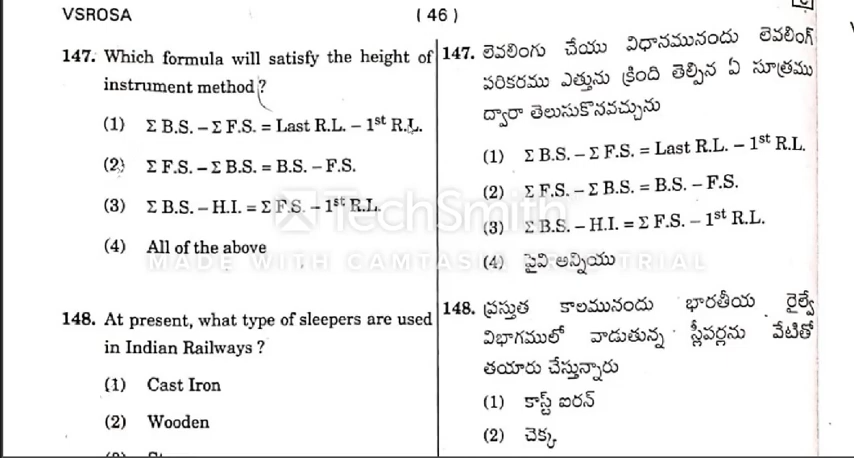 VSROSA
( 46 )
147. Which formula will satisfy the height of
instrument method ?
(1) Σ B.S. – Σ F.S. = Last R.L. – 1st R.L.
(2) Σ F.S. – Σ B.S. = B.S. – F.S.
(3) Σ B.S. – H.I. = Σ F.S. – 1st R.L.
(4) All of the above
148. At present, what type of sleepers are used
in Indian Railways ?
(1) Cast Iron
(2) Wooden
147. లెవలింగు చేయు విధానమునందు లెవలింగ్
పరికరము ఎత్తును క్రింది తెల్పిన ఏ సూత్రము
ద్వారా తెలుసుకొనవచ్చును
(1) Σ B.S. – Σ F.S. = Last R.L. – 1st R.L.
(2) Σ F.S. – Σ B.S. = B.S. – F.S.
(3) Σ B.S. – H.I. = Σ F.S. – 1st R.L.
(4) పైవి అన్నియు
148. ప్రస్తుత కాలమునందు భారతీయ రైల్వే
విభాగములో వాడుతున్న స్లీపర్లను వేటితో
తయారు చేస్తున్నారు
(1) కాస్ట్ ఐరన్
(2) చెక్క
TechSmith
MADE WITH CAMTASIA FREE TRIAL